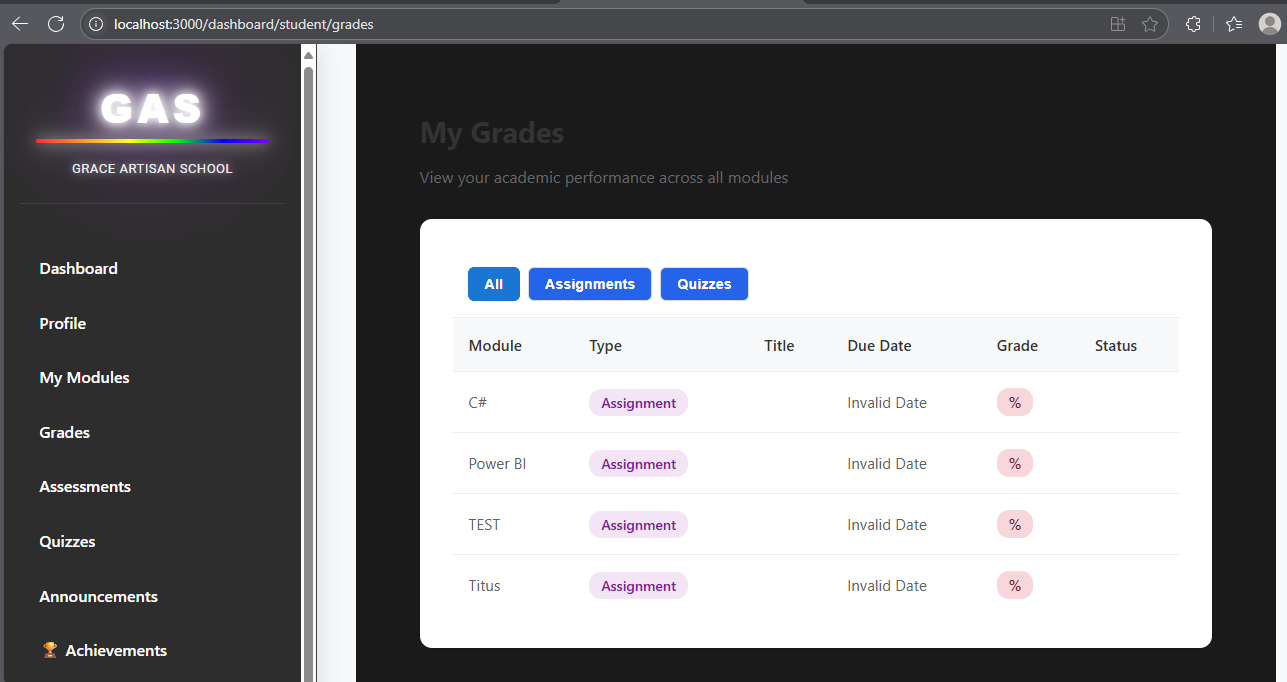 localhost:3000/dashboard/student/grades
GAS
GRACE ARTISAN SCHOOL
Dashboard
Profile
My Modules
Grades
Assessments
Quizzes
Announcements
🏆 Achievements
My Grades
View your academic performance across all modules
All Assignments Quizzes
Module Type Title Due Date Grade Status
C# Assignment Invalid Date %
Power BI Assignment Invalid Date %
TEST Assignment Invalid Date %
Titus Assignment Invalid Date %